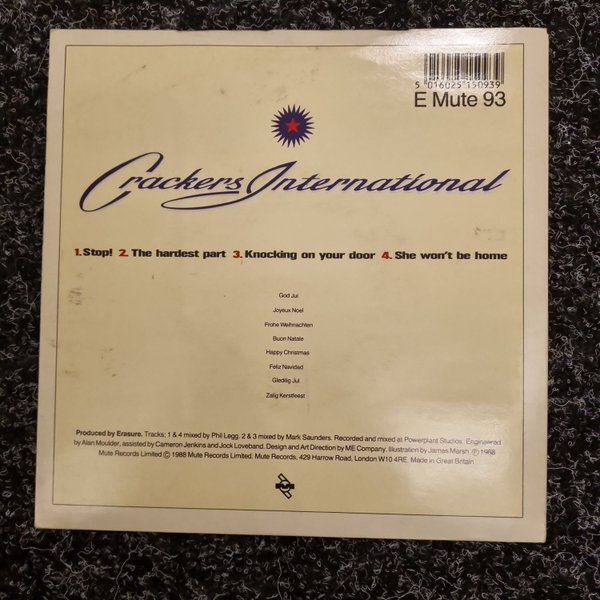 5 016025 150939
E Mute 93
Crackers International
1. Stop! 2. The hardest part 3. Knocking on your door 4. She won't be home
God Jul
Joyeux Noel
Frohe Weihnachten
Buon Natale
Happy Christmas
Feliz Navidad
Gledilig Jul
Zalig Kerstfeest
Produced by Erasure. Tracks; 1 & 4 mixed by Phil Legg. 2 & 3 mixed by Mark Saunders. Recorded and mixed at Powerplant Studios. Engineered
by Alan Moulder, assisted by Cameron Jenkins and Jock Loveband. Design and Art Direction by ME Company. Illustration by James Marsh. ℗ 1988
Mute Records Limited © 1988 Mute Records Limited. Mute Records, 429 Harrow Road, London W10 4RE. Made in Great Britain